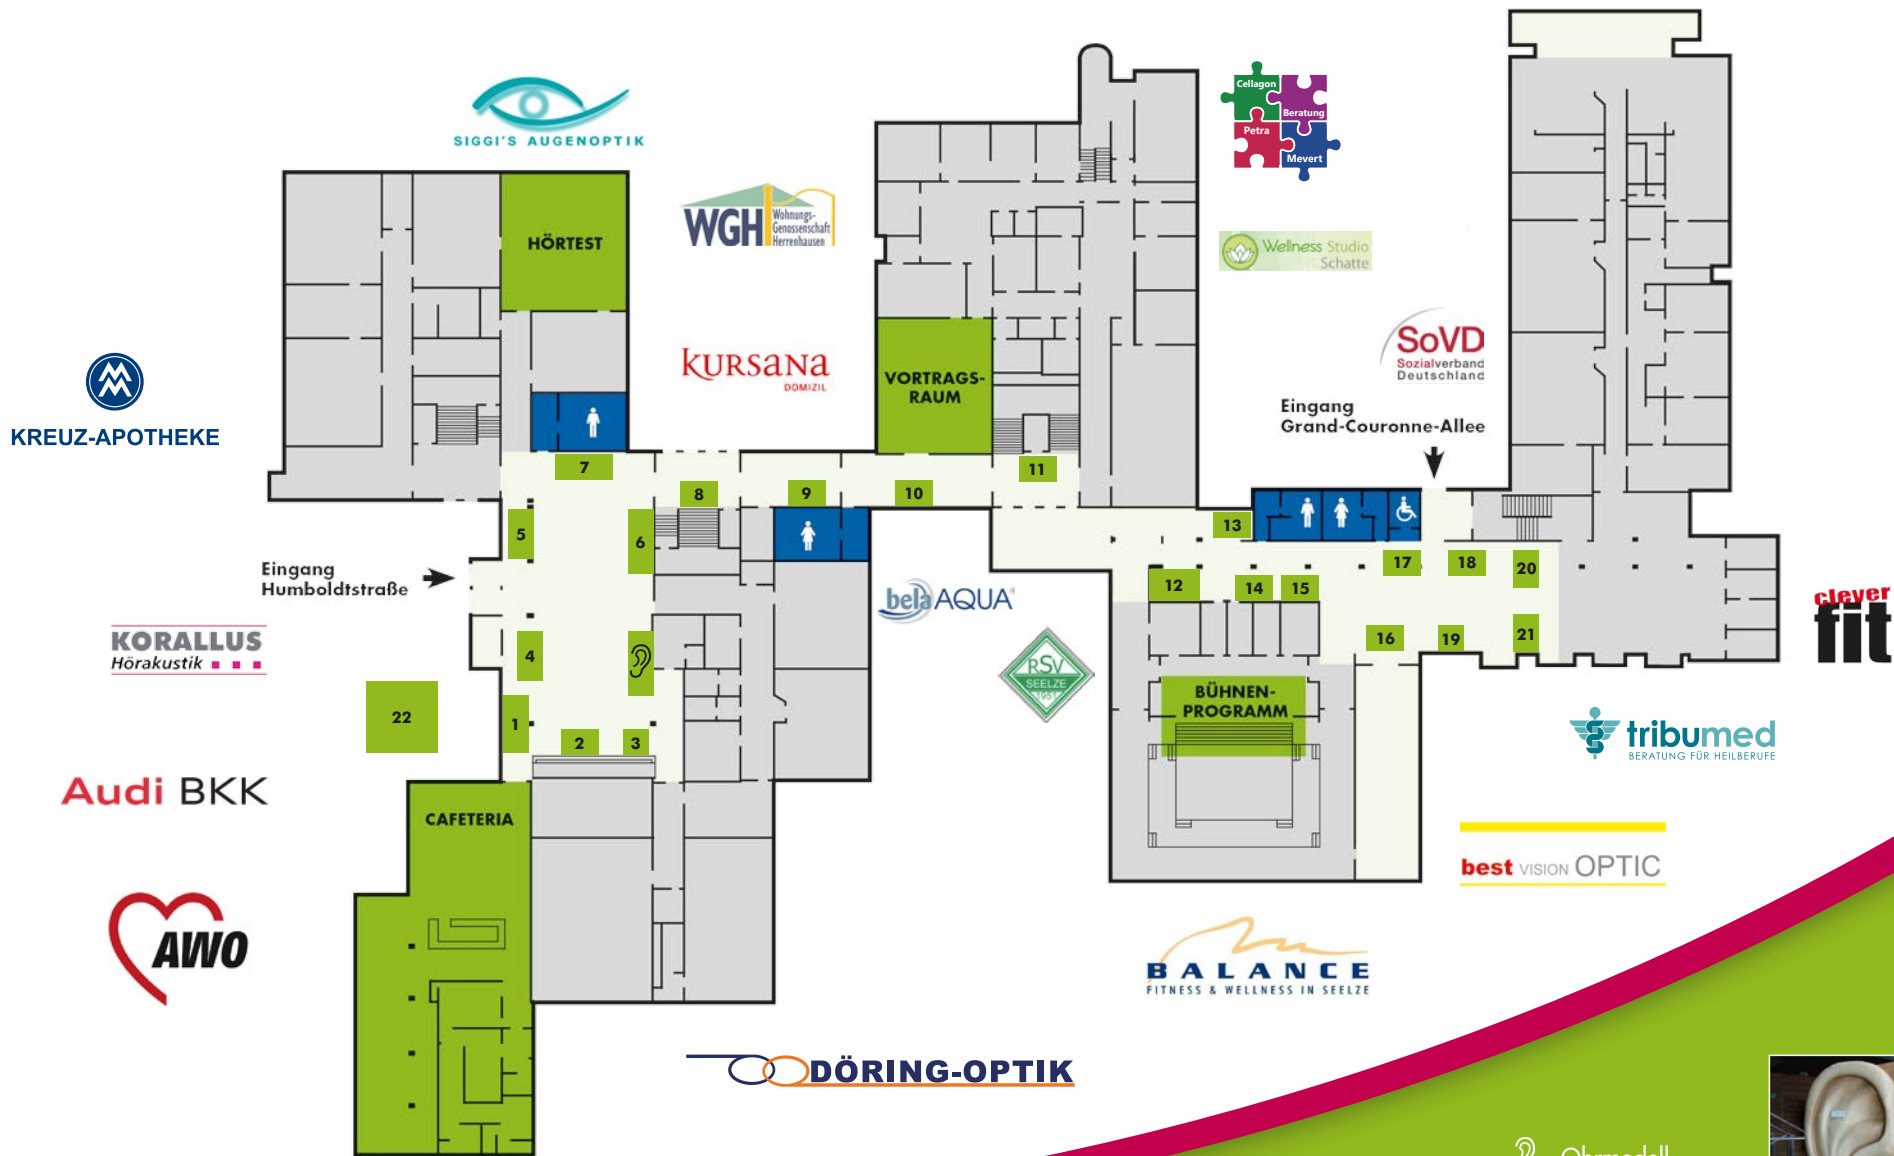 SIGGI'S AUGENOPTIK
WGH
Wohnungs-
Genossenschaft
Herrenhausen
Cellagon
Beratung
Petra
Mevert
Wellness Studio
Schatte
KURSANA
DOMIZIL
SoVD
Sozialverband
Deutschland
KREUZ-APOTHEKE
HÖRTEST
VORTRAGS-
RAUM
Eingang
Grand-Couronne-Allee
7
8
9
10
11
5
6
13
Eingang
Humboldtstraße
12
14
15
17
18
20
16
19
21
KORALLUS
Hörakustik
4
22
1
2
3
belaAQUA
RSV
SEELZE
1951
BÜHNEN-
PROGRAMM
clever
fit
tribumed
BERATUNG FÜR HEILBERUFE
Audi BKK
CAFETERIA
best VISION OPTIC
AWO
BALANCE
FITNESS & WELLNESS IN SEELZE
DÖRING-OPTIK
Ohrmodell